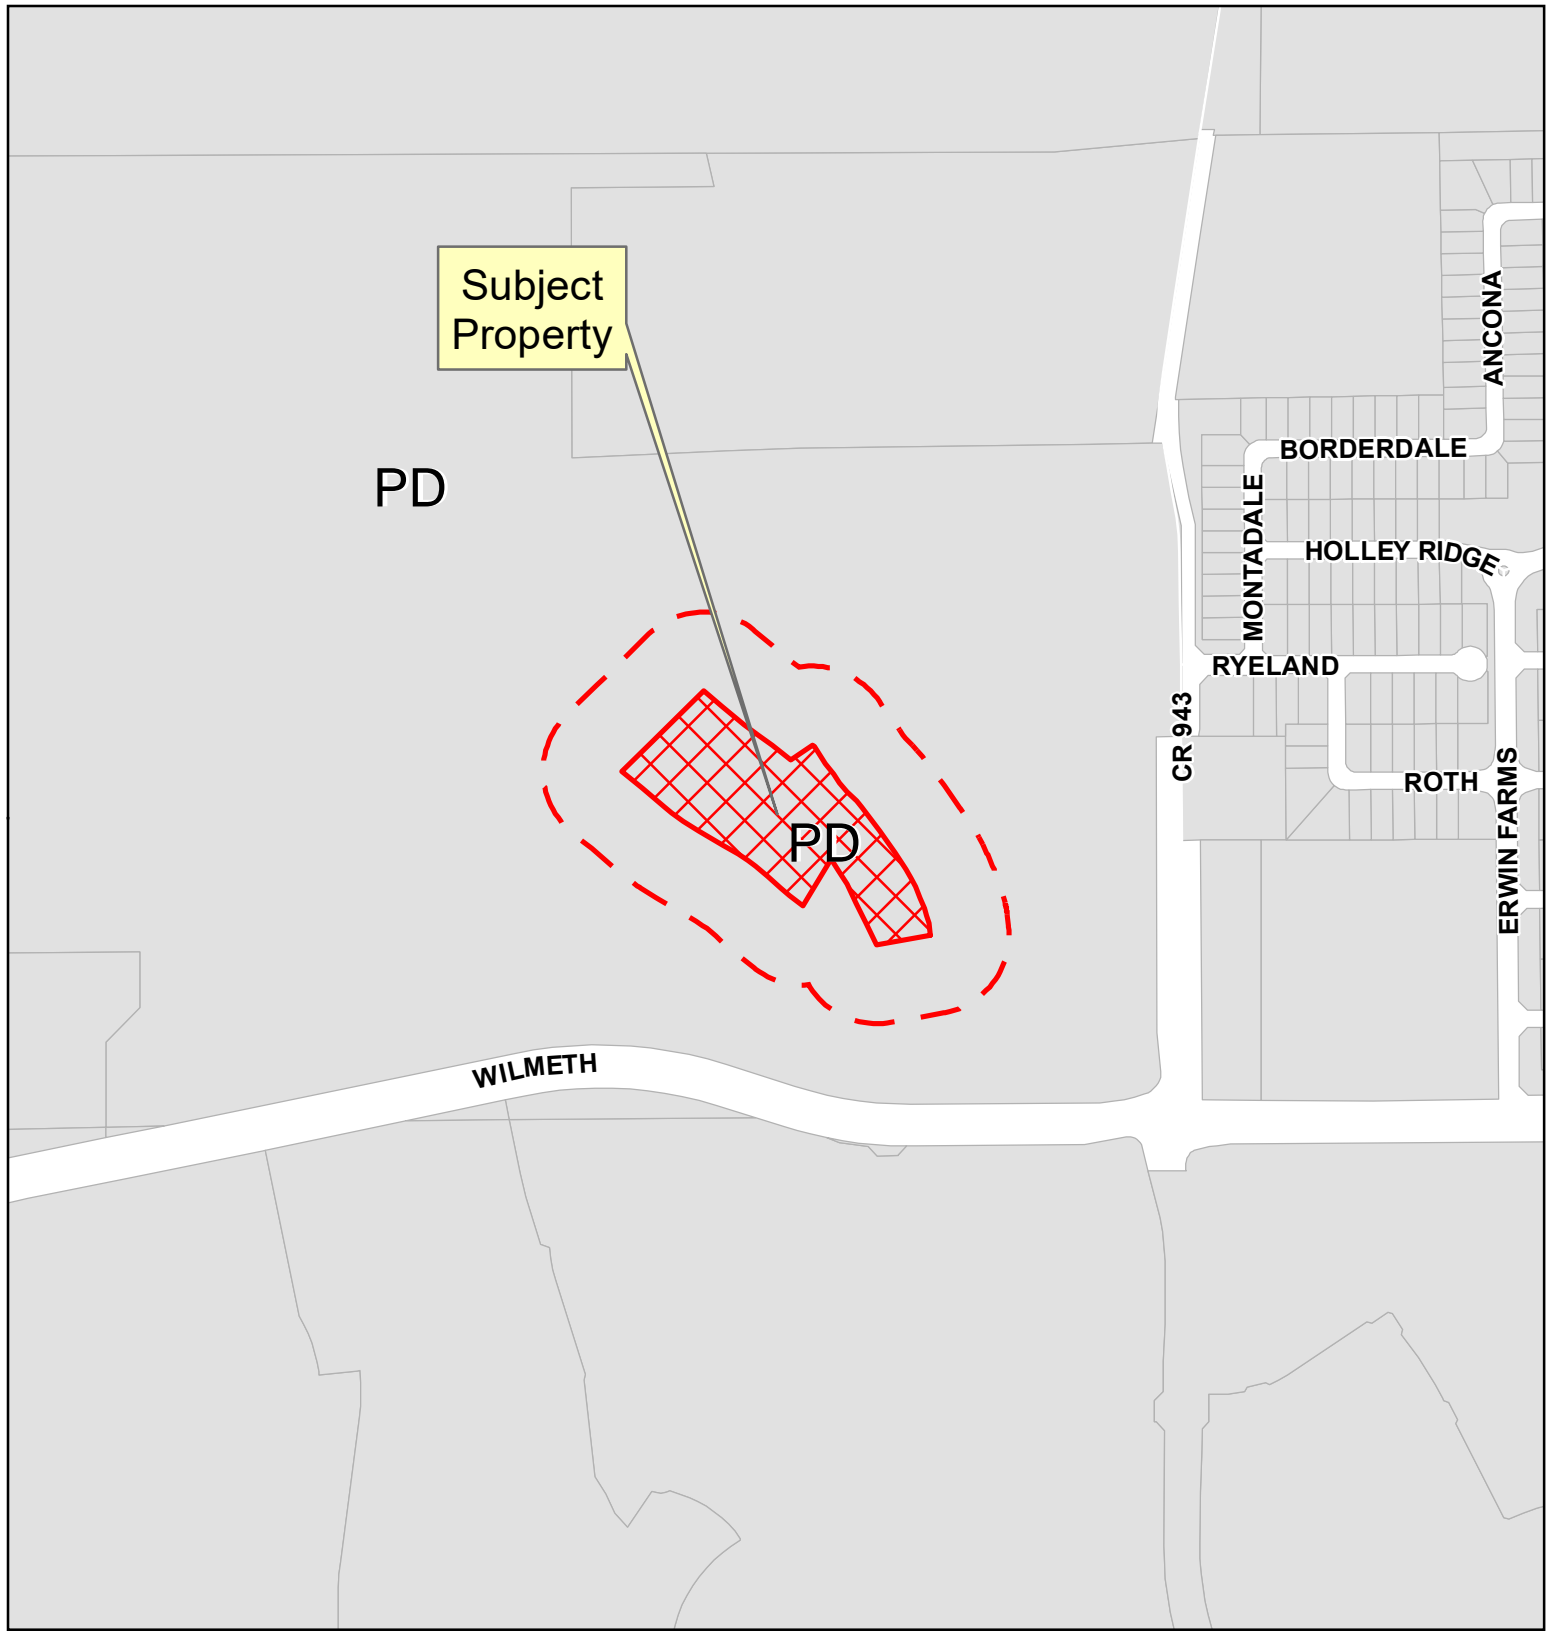 Subject
Property
ANCONA
BORDERDALE
PD
MONTADALE
HOLLEY RIDGE
RYELAND
CR 943
ROTH
ERWIN FARMS
PD
WILMETH